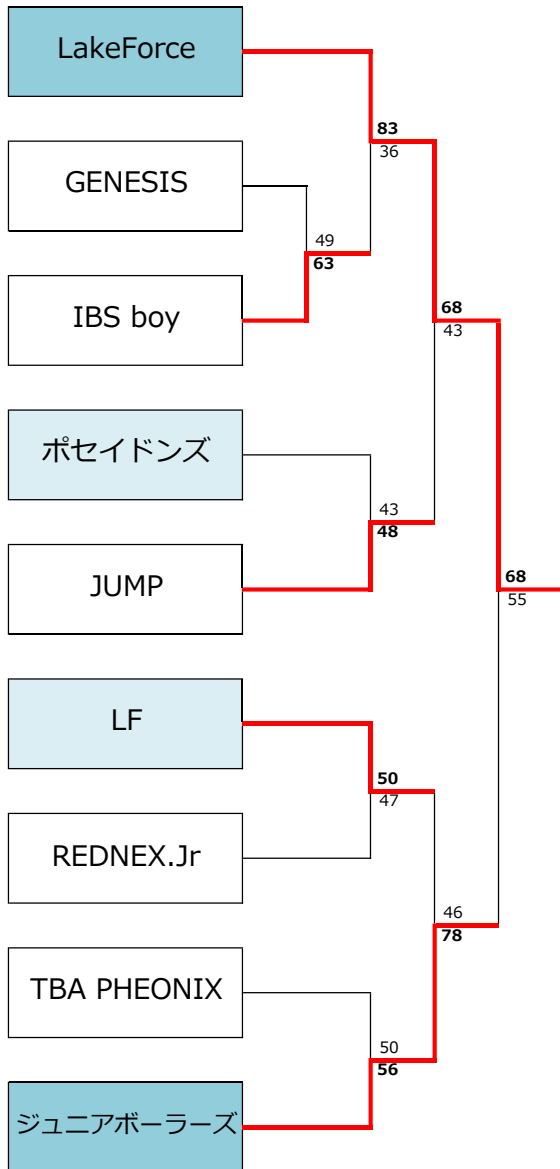 LakeForce
83
36
GENESIS
49
63
IBS boy
68
43
ポセイドンズ
43
48
JUMP
68
55
LF
50
47
REDNEX.Jr
46
78
TBA PHEONIX
50
56
ジュニアボーラーズ